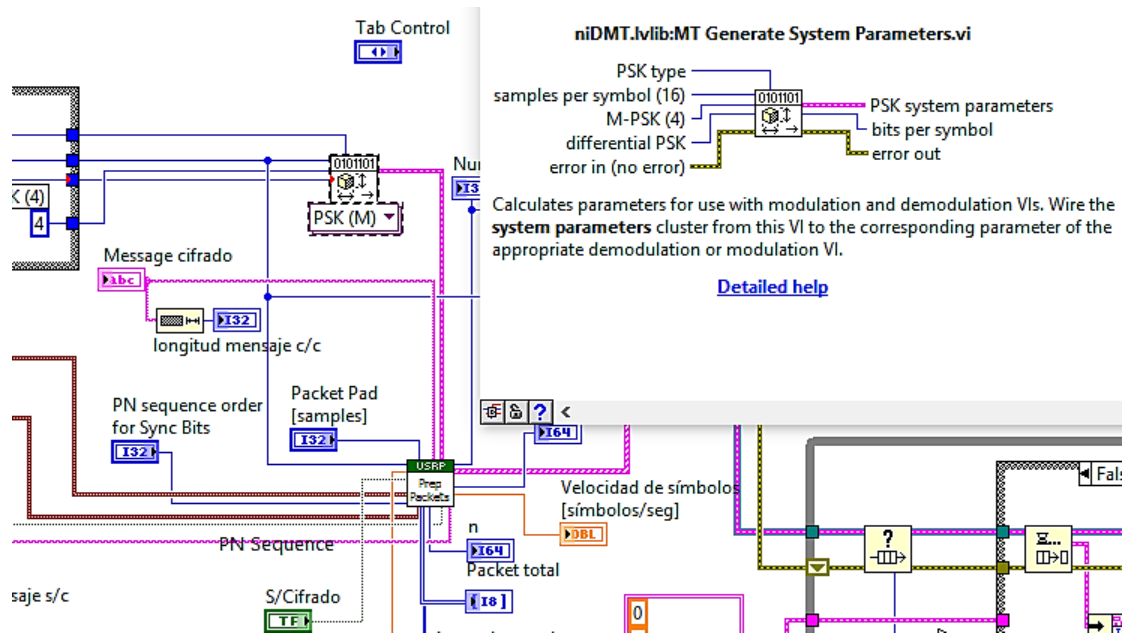 Tab Control
niDMT.lvlib:MT Generate System Parameters.vi
PSK type
samples per symbol (16)
M-PSK (4)
differential PSK
error in (no error)
0101101
PSK system parameters
bits per symbol
error out
Calculates parameters for use with modulation and demodulation VIs. Wire the
system parameters cluster from this VI to the corresponding parameter of the
appropriate demodulation or modulation VI.
Detailed help
0101101
PSK (M)
K (4)
4
Message cifrado
abc
I32
longitud mensaje c/c
PN sequence order
for Sync Bits
I32
Packet Pad
[samples]
I32
I64
USRP
Prep
Packets
Velocidad de símbolos
[símbolos/seg]
DBL
PN Sequence
n
I64
Packet total
I8
saje s/c
S/Cifrado
TF
0
?